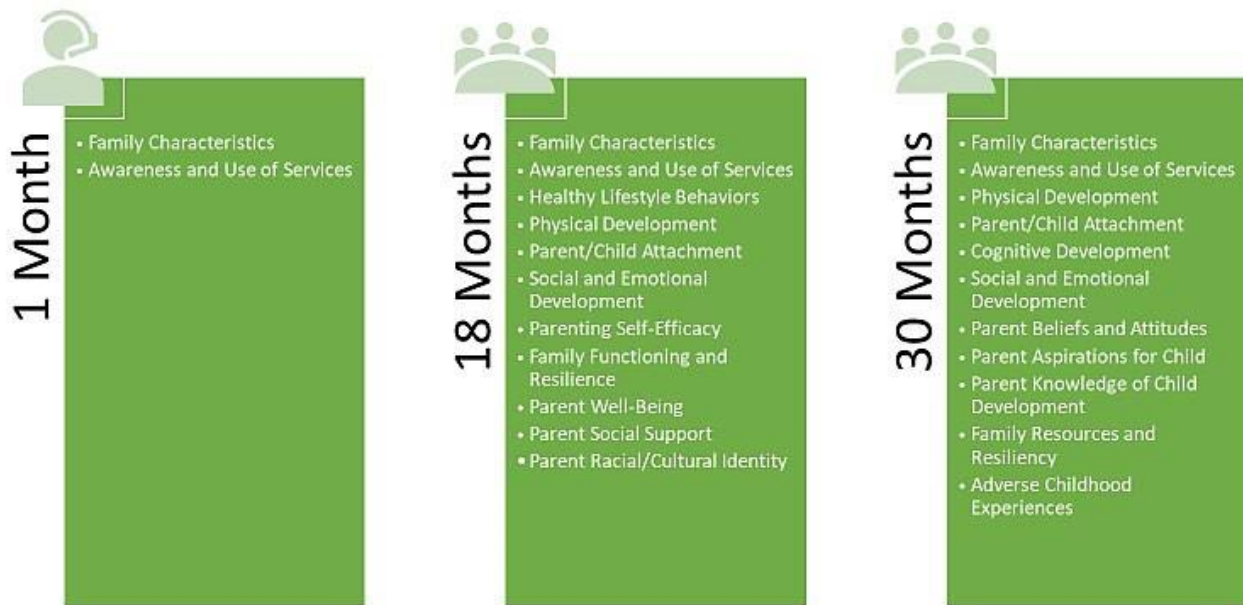 1 Month
• Family Characteristics
• Awareness and Use of Services
18 Months
• Family Characteristics
• Awareness and Use of Services
• Healthy Lifestyle Behaviors
• Physical Development
• Parent/Child Attachment
• Social and Emotional
Development
• Parenting Self-Efficacy
• Family Functioning and
Resilience
• Parent Well-Being
• Parent Social Support
• Parent Racial/Cultural Identity
30 Months
• Family Characteristics
• Awareness and Use of Services
• Physical Development
• Parent/Child Attachment
• Cognitive Development
• Social and Emotional
Development
• Parent Beliefs and Attitudes
• Parent Aspirations for Child
• Parent Knowledge of Child
Development
• Family Resources and
Resiliency
• Adverse Childhood
Experiences